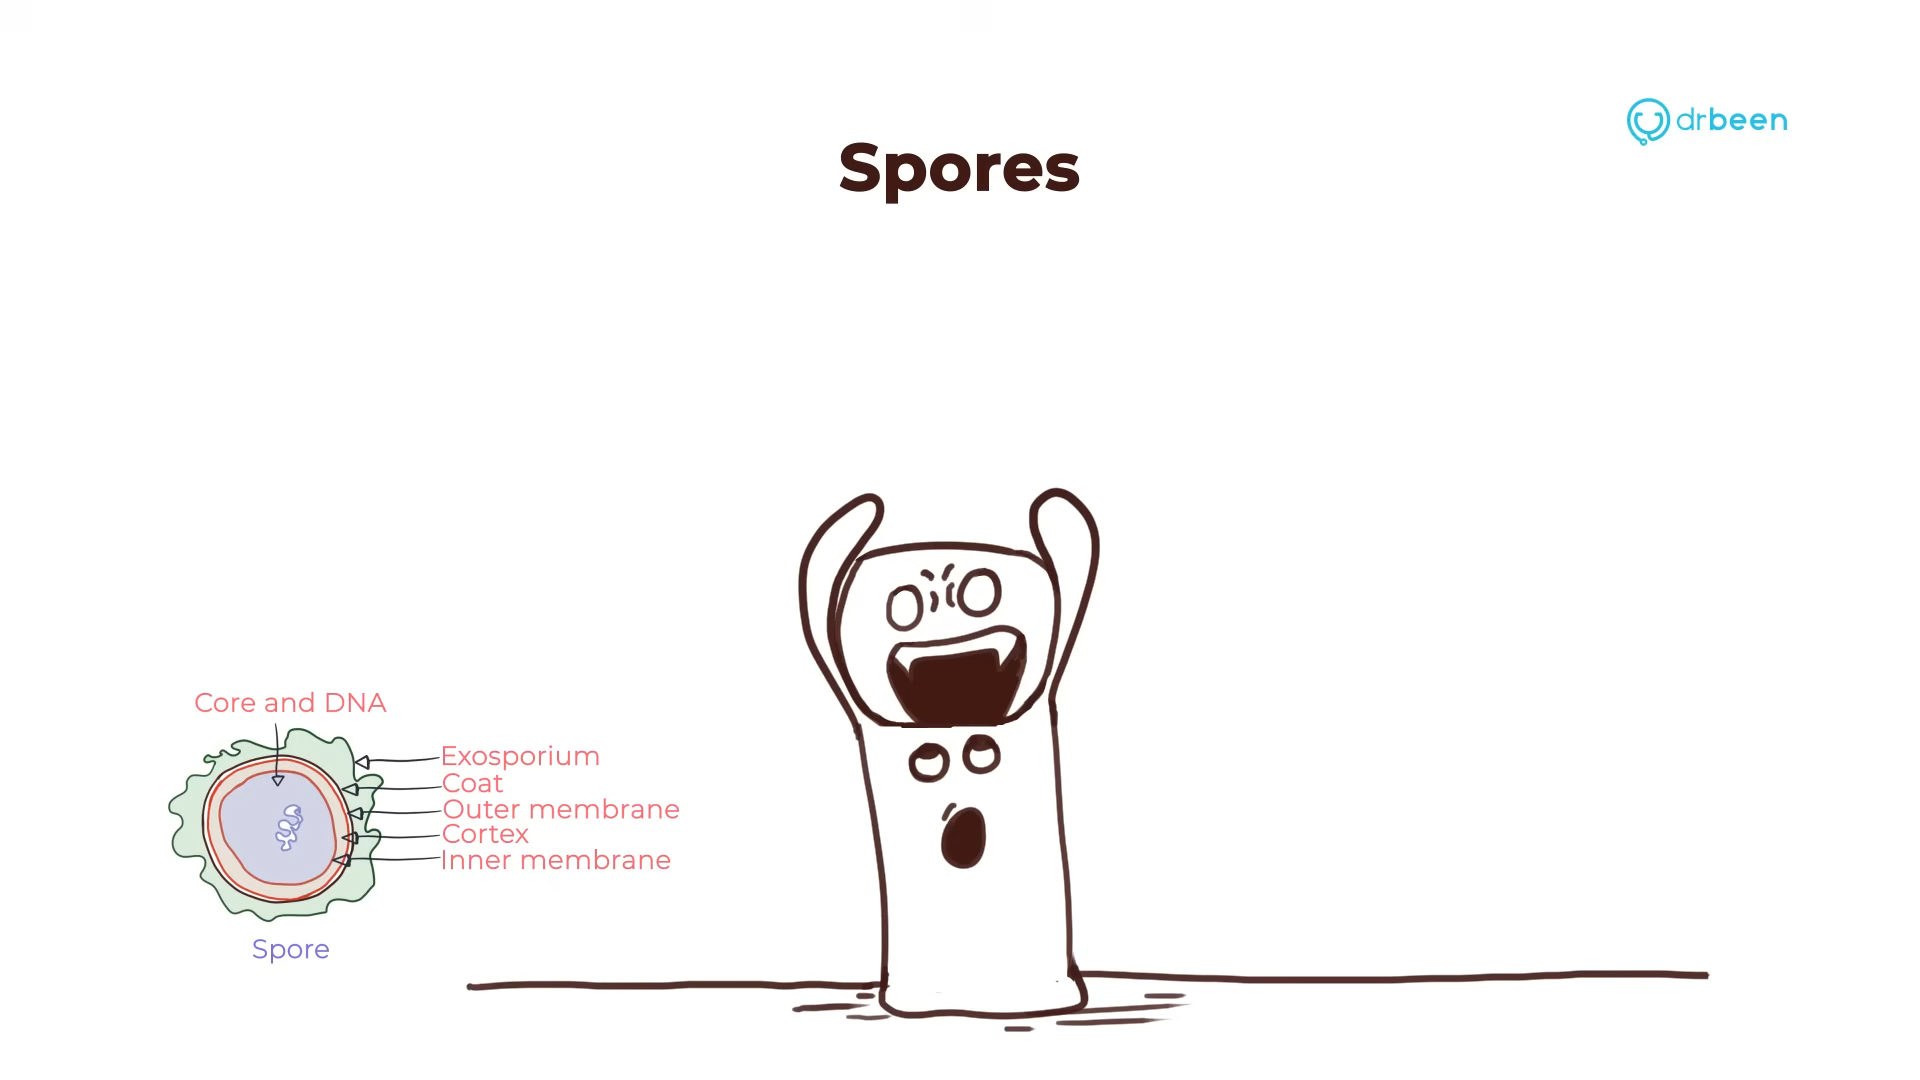 drbeen
Spores
Core and DNA
Exosporium
Coat
Outer membrane
Cortex
Inner membrane
Spore